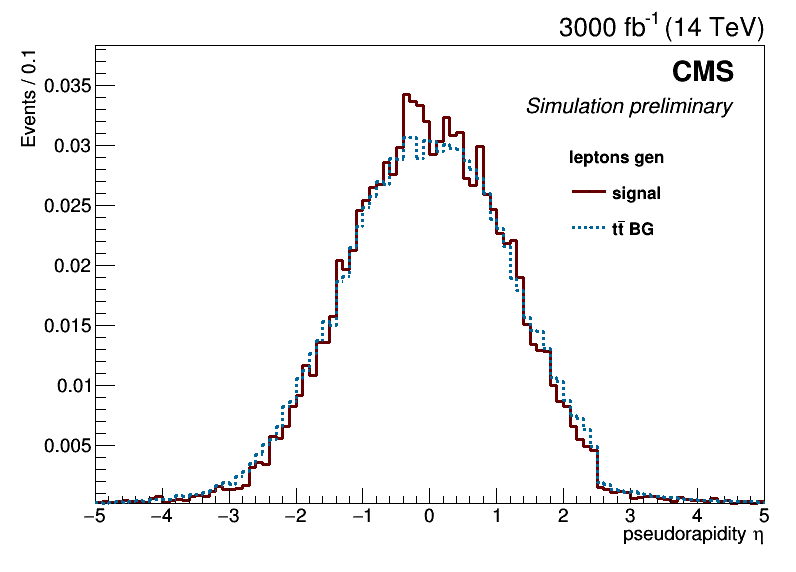 3000 fb⁻¹ (14 TeV)
Events / 0.1
CMS
Simulation preliminary
leptons gen
signal
tt̄ BG
0.035
0.03
0.025
0.02
0.015
0.01
0.005
−5 −4 −3 −2 −1 0 1 2 3 4 5
pseudorapidity η